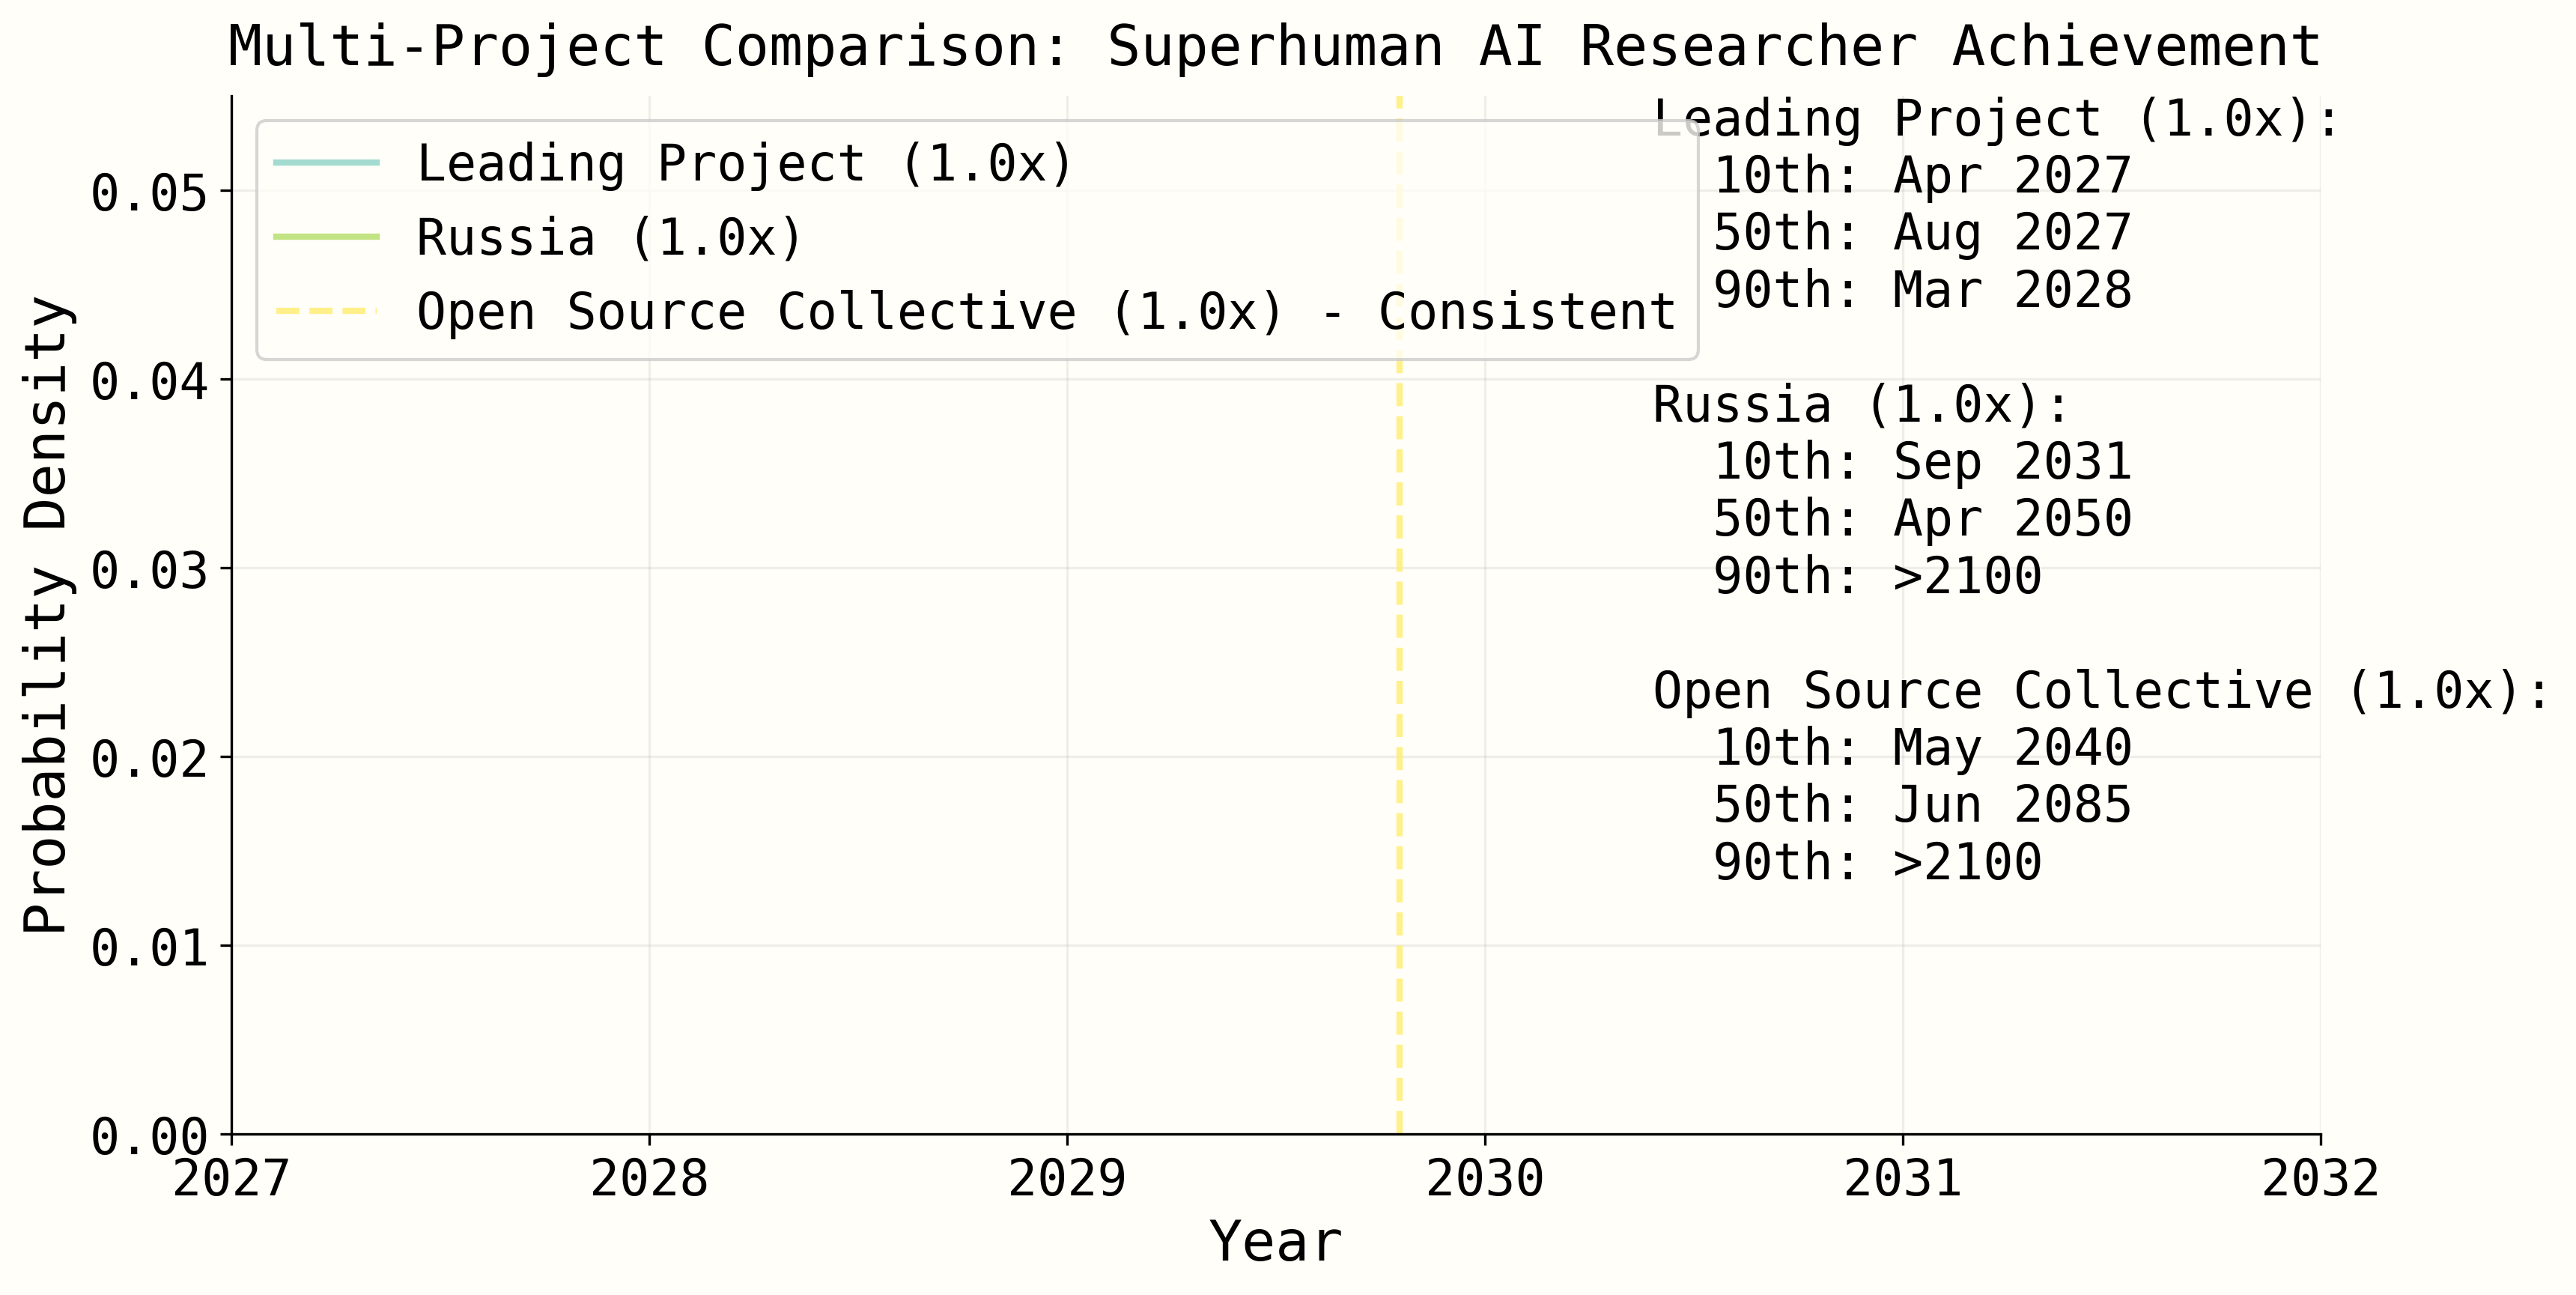 Multi-Project Comparison: Superhuman AI Researcher Achievement
Leading Project (1.0x)
Russia (1.0x)
Open Source Collective (1.0x) - Consistent
Leading Project (1.0x):
10th: Apr 2027
50th: Aug 2027
90th: Mar 2028
Russia (1.0x):
10th: Sep 2031
50th: Apr 2050
90th: >2100
Open Source Collective (1.0x):
10th: May 2040
50th: Jun 2085
90th: >2100
Probability Density
0.05
0.04
0.03
0.02
0.01
0.00
2027 2028 2029 2030 2031 2032
Year